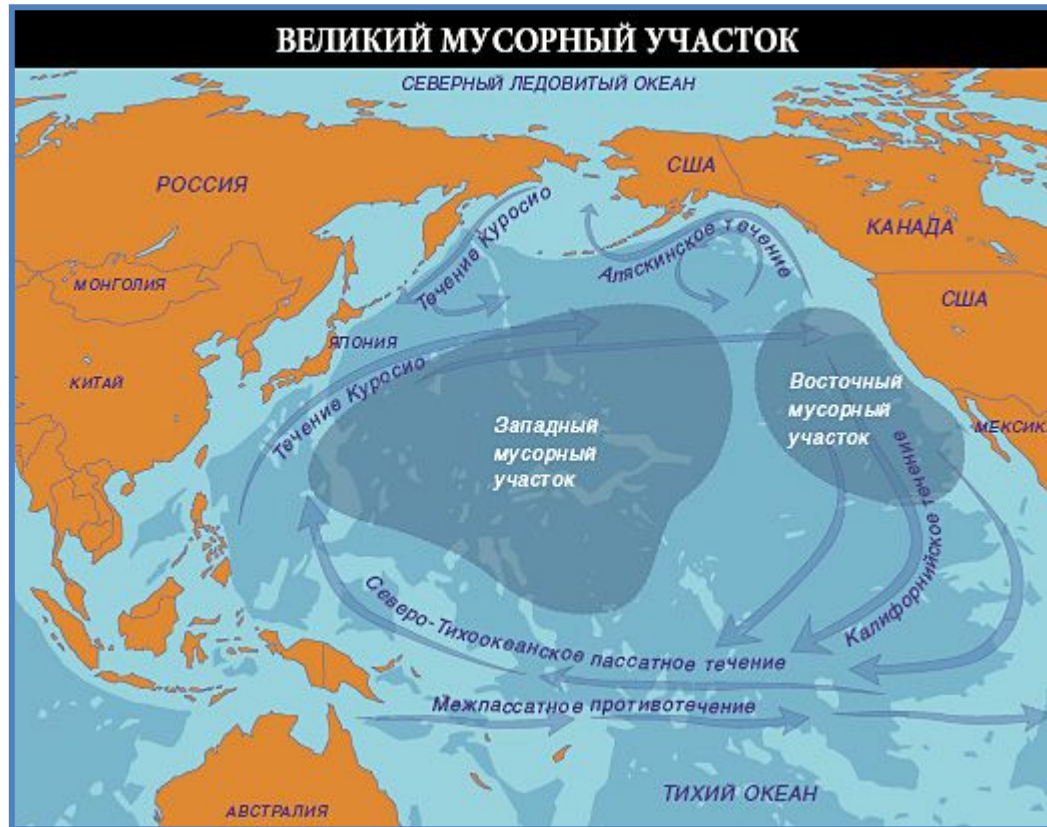 ВЕЛИКИЙ МУСОРНЫЙ УЧАСТОК
СЕВЕРНЫЙ ЛЕДОВИТЫЙ ОКЕАН
РОССИЯ
США
КАНАДА
Течение Куросио
Аляскинское течение
МОНГОЛИЯ
США
ЯПОНИЯ
КИТАЙ
Течение Куросио
Восточный
мусорный
участок
Западный
мусорный
участок
МЕКСИК
Калифорнийское течение
Северо-Тихоокеанское пассатное течение
Межпассатное противотечение
ТИХИЙ ОКЕАН
АВСТРАЛИЯ